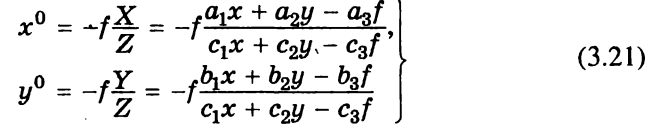 x⁰ = -f X/Z = -f (a₁x + a₂y - a₃f)/(c₁x + c₂y - c₃f),
y⁰ = -f Y/Z = -f (b₁x + b₂y - b₃f)/(c₁x + c₂y - c₃f) } (3.21)